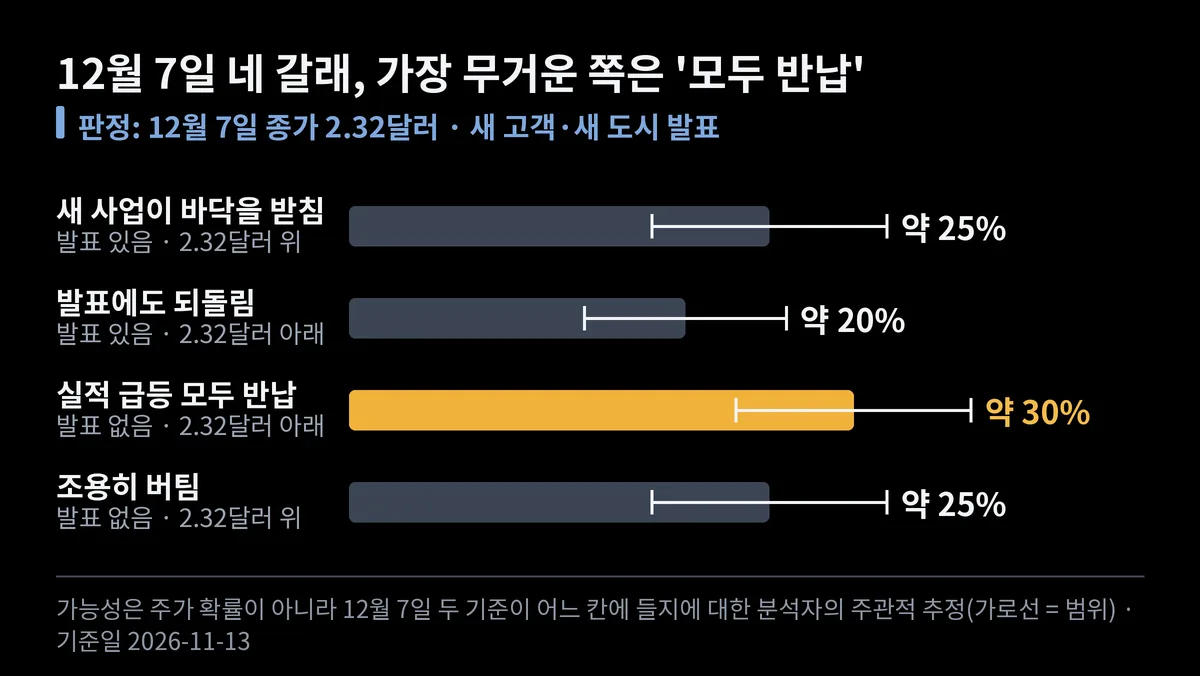 12월 7일 네 갈래, 가장 무거운 쪽은 '모두 반납'
판정: 12월 7일 종가 2.32달러 · 새 고객·새 도시 발표
새 사업이 바닥을 받침
발표 있음 · 2.32달러 위
약 25%
발표에도 되돌림
발표 있음 · 2.32달러 아래
약 20%
실적 급등 모두 반납
발표 없음 · 2.32달러 아래
약 30%
조용히 버팀
발표 없음 · 2.32달러 위
약 25%
가능성은 주가 확률이 아니라 12월 7일 두 기준이 어느 칸에 들지에 대한 분석자의 주관적 추정(가로선 = 범위) ·
기준일 2026-11-13